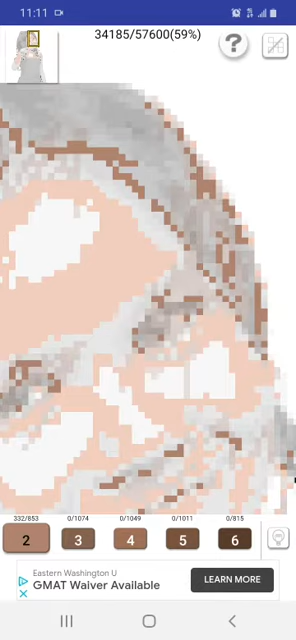 11:11
34185/57600(59%)
?
332/853 0/1074 0/1049 0/1011 0/815
2 3 4 5 6
Eastern Washington U
GMAT Waiver Available
LEARN MORE